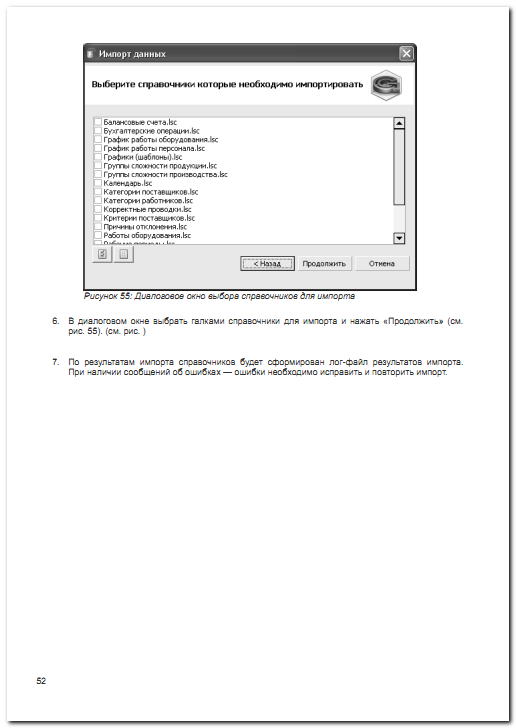 Импорт данных
Выберите справочники которые необходимо импортировать
Балансовые счета.lsc
Бухгалтерские операции.lsc
График работы оборудования.lsc
График работы персонала.lsc
Графики (шаблоны).lsc
Группы сложности продукции.lsc
Группы сложности производства.lsc
Календарь.lsc
Категории поставщиков.lsc
Категории работников.lsc
Корректные проводки.lsc
Критерии поставщиков.lsc
Причины отклонения.lsc
Работы оборудования.lsc
Рабочие периоды.lsc
< Назад
Продолжить
Отмена
Рисунок 55: Диалоговое окно выбора справочников для импорта
6. В диалоговом окне выбрать галками справочники для импорта и нажать «Продолжить» (см.
рис. 55). (см. рис. )
7. По результатам импорта справочников будет сформирован лог-файл результатов импорта.
При наличии сообщений об ошибках — ошибки необходимо исправить и повторить импорт.
52